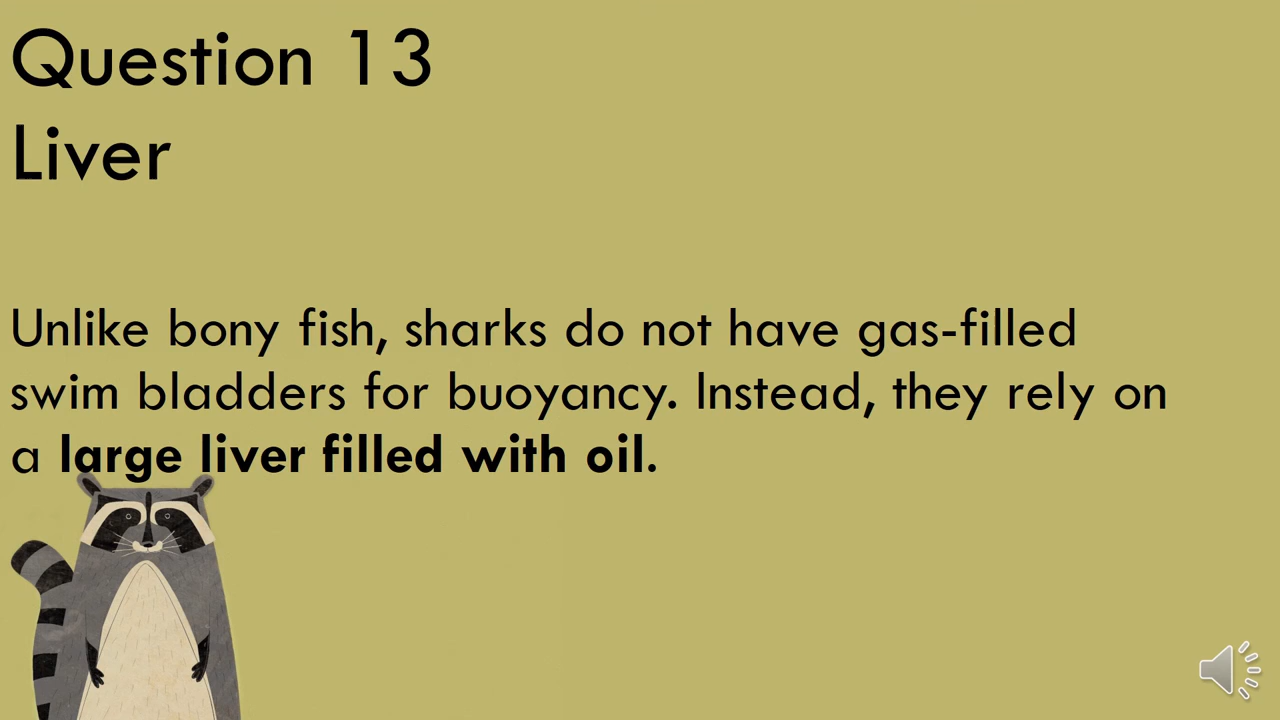 Question 13
Liver
Unlike bony fish, sharks do not have gas-filled
swim bladders for buoyancy. Instead, they rely on
a large liver filled with oil.